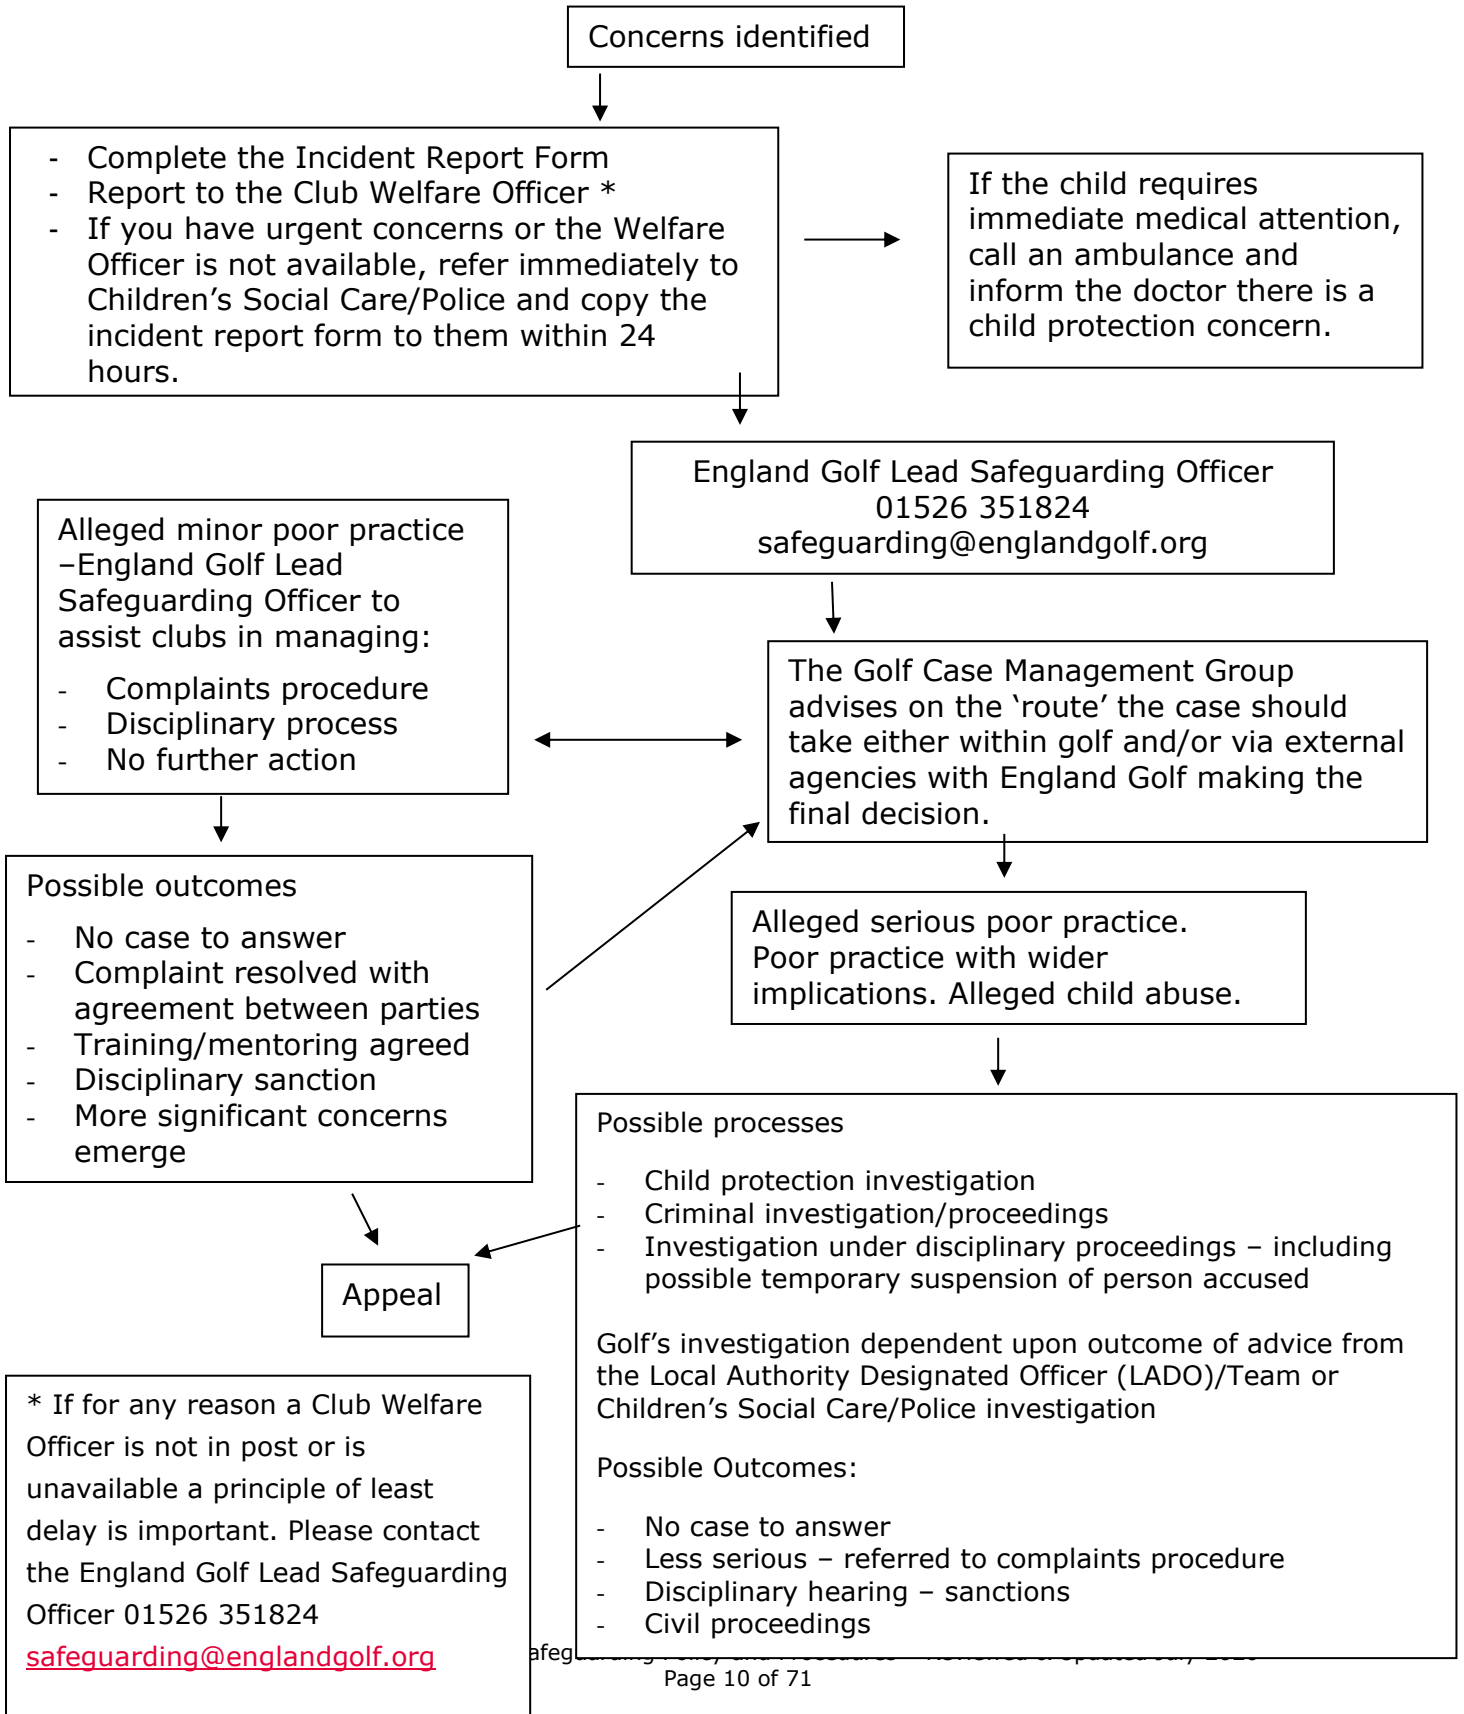 Concerns identified
- Complete the Incident Report Form
- Report to the Club Welfare Officer *
- If you have urgent concerns or the Welfare
Officer is not available, refer immediately to
Children’s Social Care/Police and copy the
incident report form to them within 24
hours.
If the child requires
immediate medical attention,
call an ambulance and
inform the doctor there is a
child protection concern.
England Golf Lead Safeguarding Officer
01526 351824
safeguarding@englandgolf.org
Alleged minor poor practice
–England Golf Lead
Safeguarding Officer to
assist clubs in managing:
- Complaints procedure
- Disciplinary process
- No further action
The Golf Case Management Group
advises on the ‘route’ the case should
take either within golf and/or via external
agencies with England Golf making the
final decision.
Possible outcomes
- No case to answer
- Complaint resolved with
agreement between parties
- Training/mentoring agreed
- Disciplinary sanction
- More significant concerns
emerge
Alleged serious poor practice.
Poor practice with wider
implications. Alleged child abuse.
Possible processes
- Child protection investigation
- Criminal investigation/proceedings
- Investigation under disciplinary proceedings – including
possible temporary suspension of person accused
Golf’s investigation dependent upon outcome of advice from
the Local Authority Designated Officer (LADO)/Team or
Children’s Social Care/Police investigation
Possible Outcomes:
- No case to answer
- Less serious – referred to complaints procedure
- Disciplinary hearing – sanctions
- Civil proceedings
Appeal
* If for any reason a Club Welfare
Officer is not in post or is
unavailable a principle of least
delay is important. Please contact
the England Golf Lead Safeguarding
Officer 01526 351824
safeguarding@englandgolf.org
Page 10 of 71